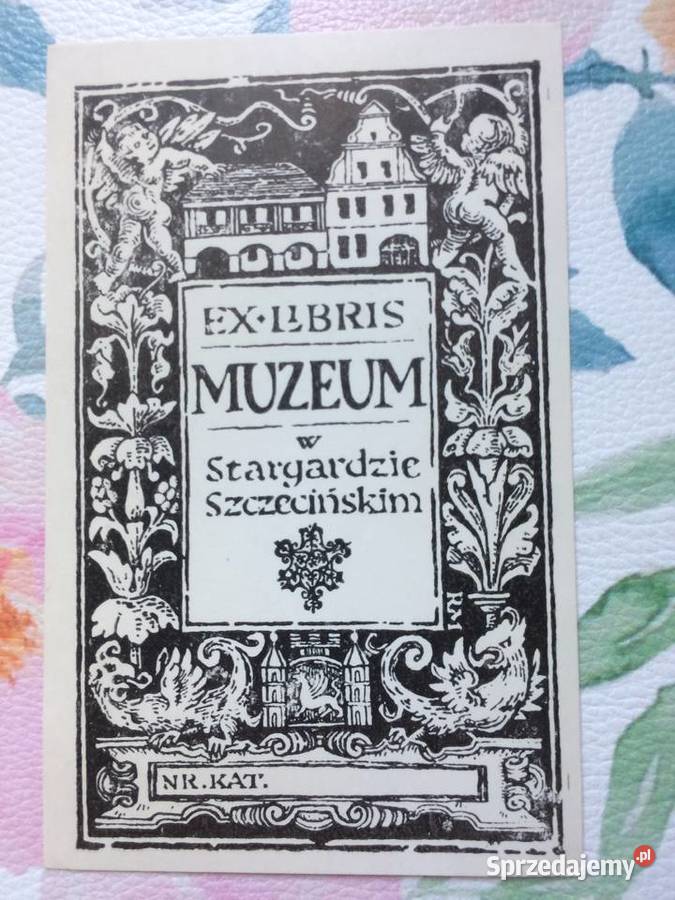 EX·LIBRIS
MUZEUM
w
Stargardzie
Szczecińskim
NR.KAT.
Sprzedajemy.pl